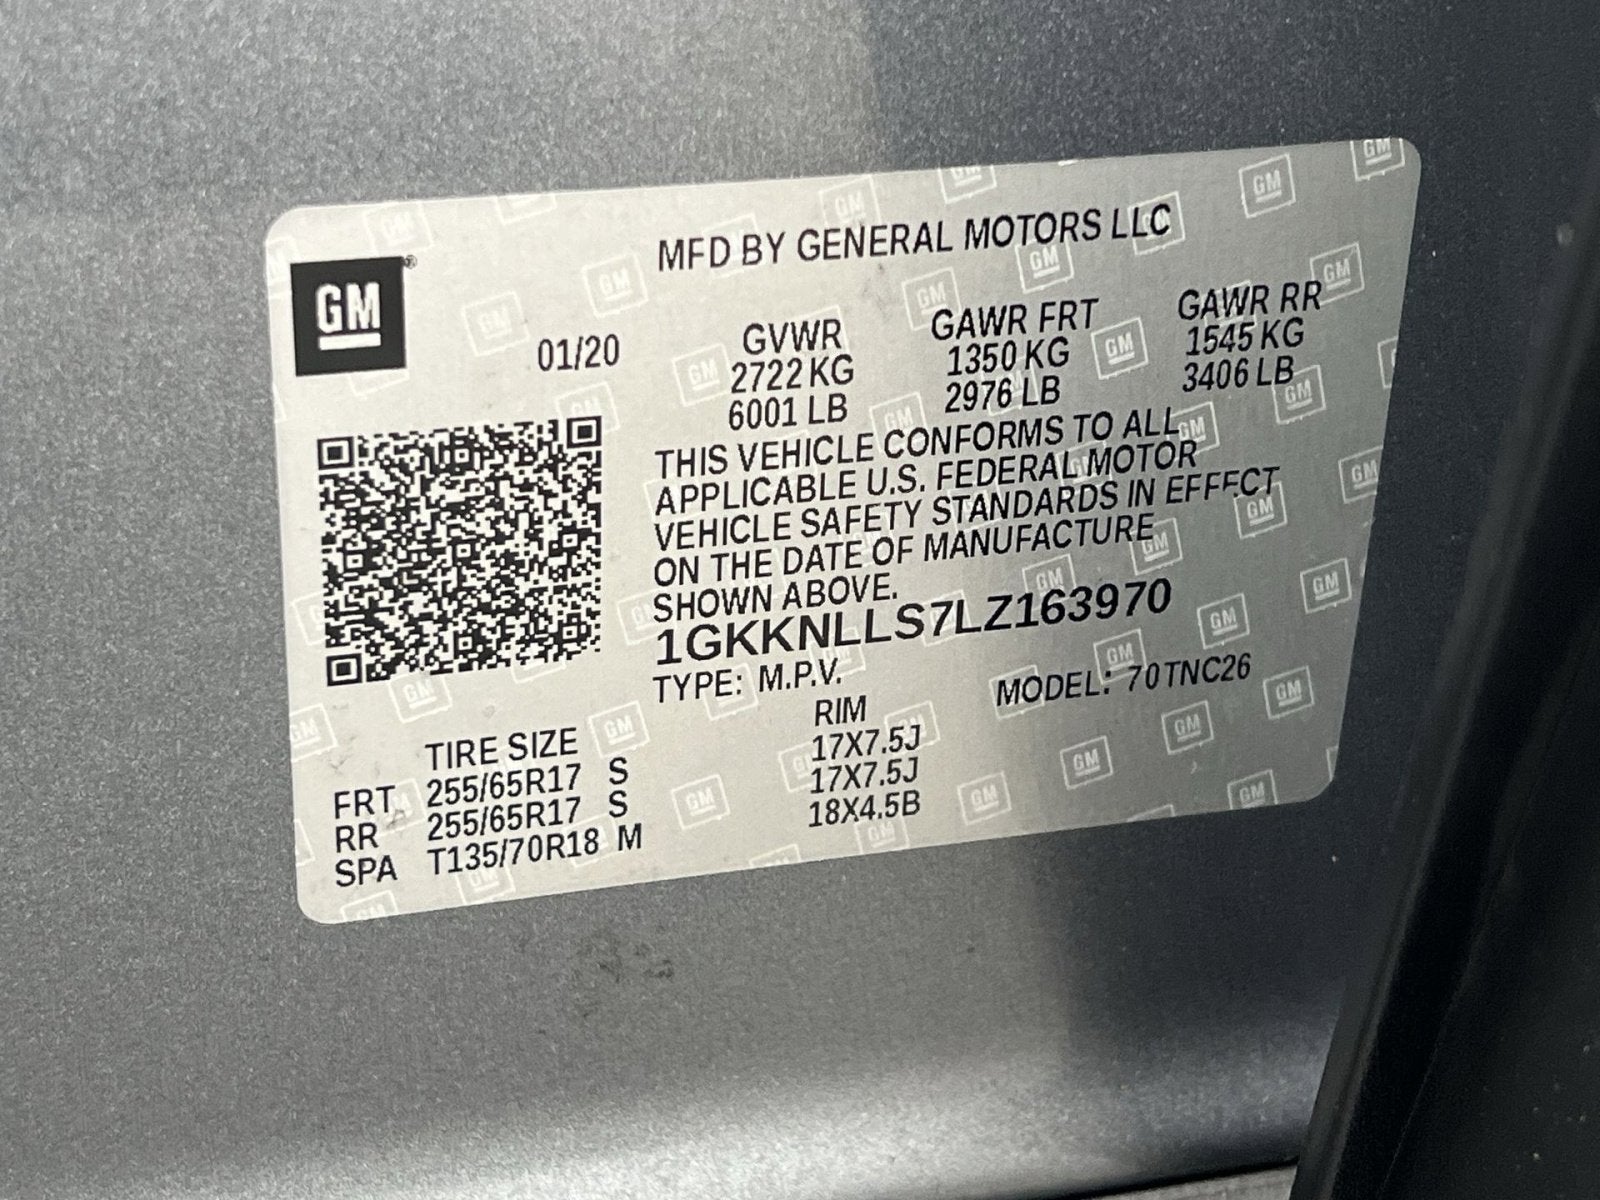 MFD BY GENERAL MOTORS LLC
GM®
01/20
GVWR GAWR FRT GAWR RR
2722 KG 1350 KG 1545 KG
6001 LB 2976 LB 3406 LB
THIS VEHICLE CONFORMS TO ALL
APPLICABLE U.S. FEDERAL MOTOR
VEHICLE SAFETY STANDARDS IN EFFECT
ON THE DATE OF MANUFACTURE
SHOWN ABOVE.
1GKKNLLS7LZ163970
TYPE: M.P.V. MODEL: 70TNC26
TIRE SIZE RIM
FRT 255/65R17 S 17X7.5J
RR 255/65R17 S 17X7.5J
SPA T135/70R18 M 18X4.5B